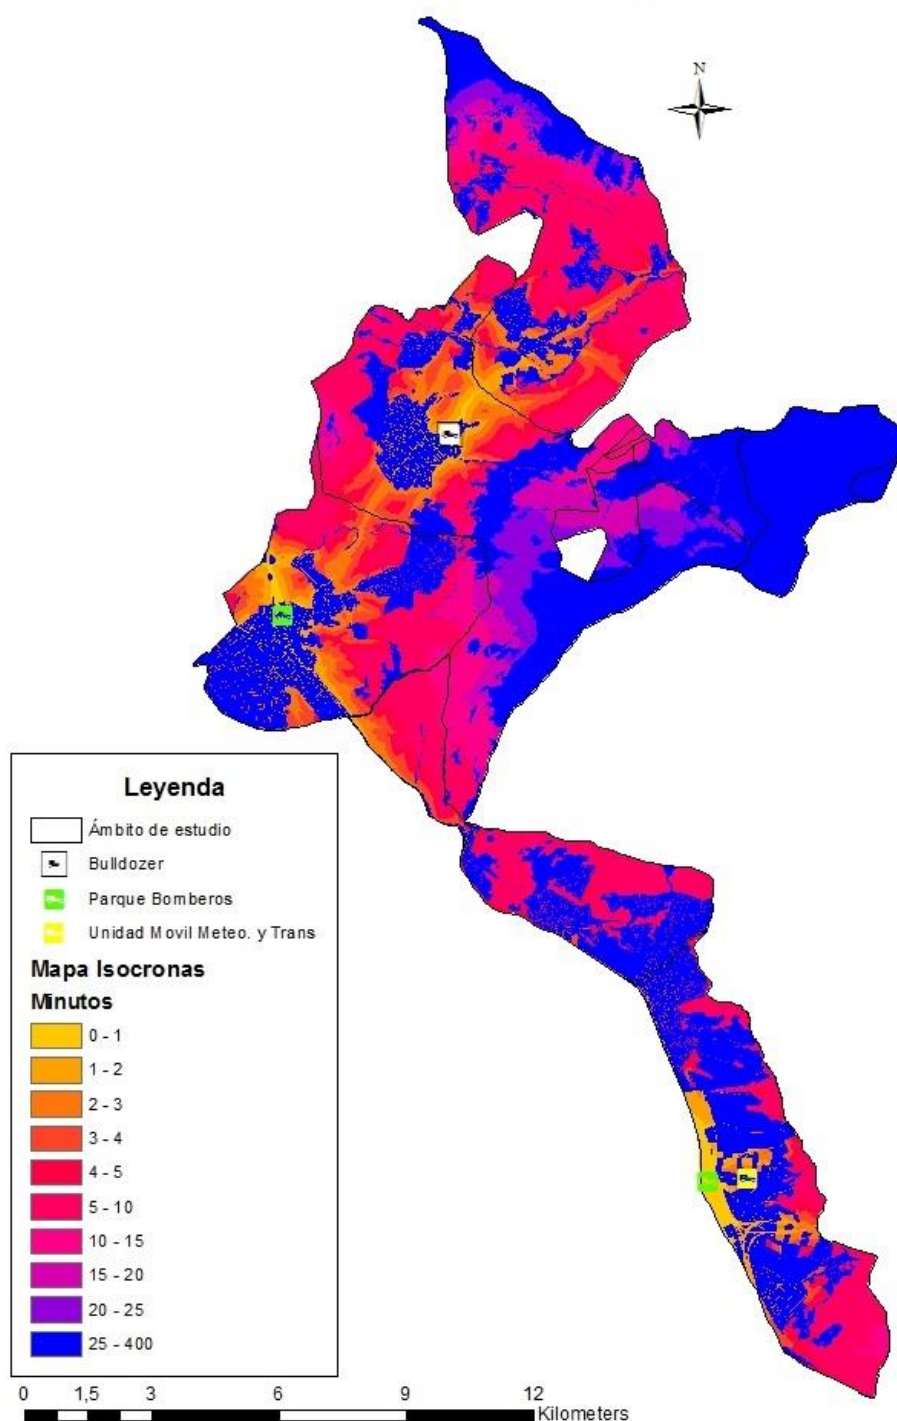 N
Leyenda
Ámbito de estudio
Bulldozer
Parque Bomberos
Unidad Movil Meteo. y Trans
Mapa Isocronas
Minutos
0 - 1
1 - 2
2 - 3
3 - 4
4 - 5
5 - 10
10 - 15
15 - 20
20 - 25
25 - 400
0 1,5 3 6 9 12
Kilometers